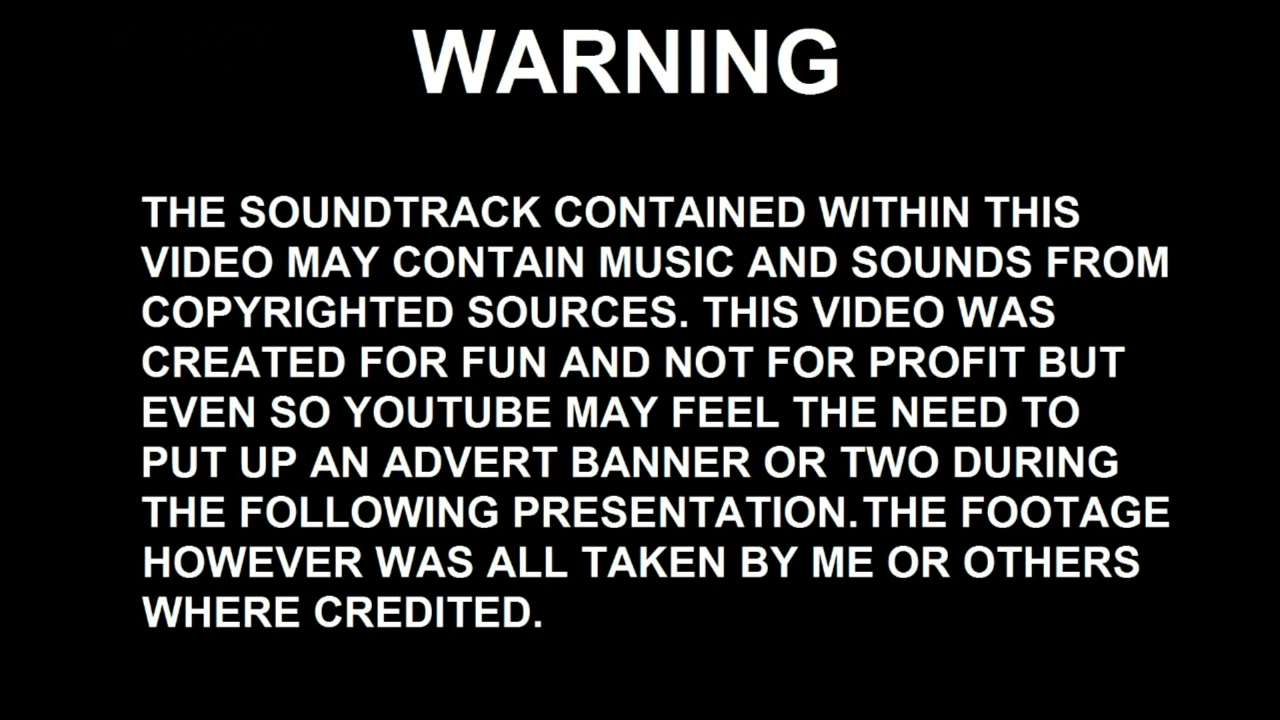 WARNING
THE SOUNDTRACK CONTAINED WITHIN THIS
VIDEO MAY CONTAIN MUSIC AND SOUNDS FROM
COPYRIGHTED SOURCES. THIS VIDEO WAS
CREATED FOR FUN AND NOT FOR PROFIT BUT
EVEN SO YOUTUBE MAY FEEL THE NEED TO
PUT UP AN ADVERT BANNER OR TWO DURING
THE FOLLOWING PRESENTATION.THE FOOTAGE
HOWEVER WAS ALL TAKEN BY ME OR OTHERS
WHERE CREDITED.